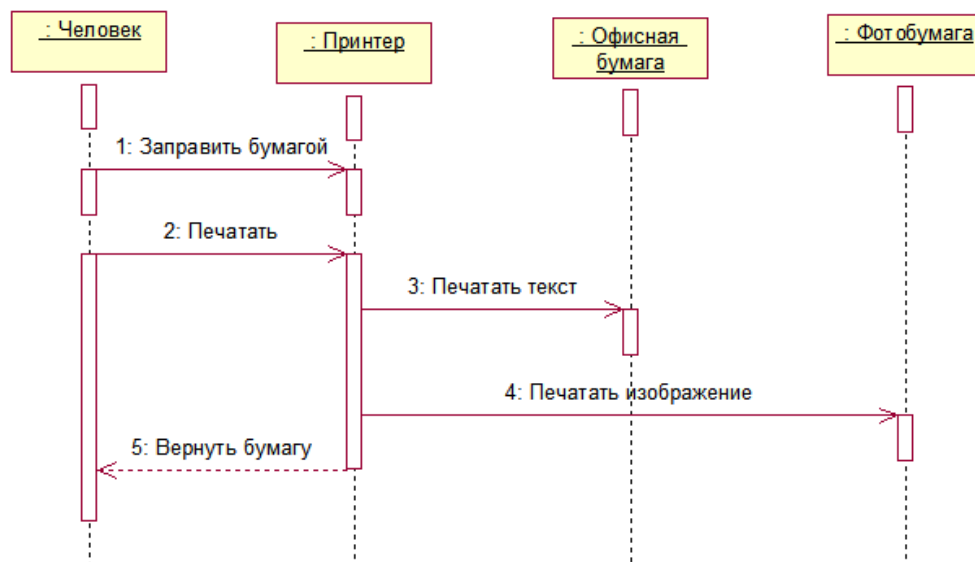 : Человек
: Принтер
: Офисная
бумага
: Фотобумага
1: Заправить бумагой
2: Печатать
3: Печатать текст
4: Печатать изображение
5: Вернуть бумагу